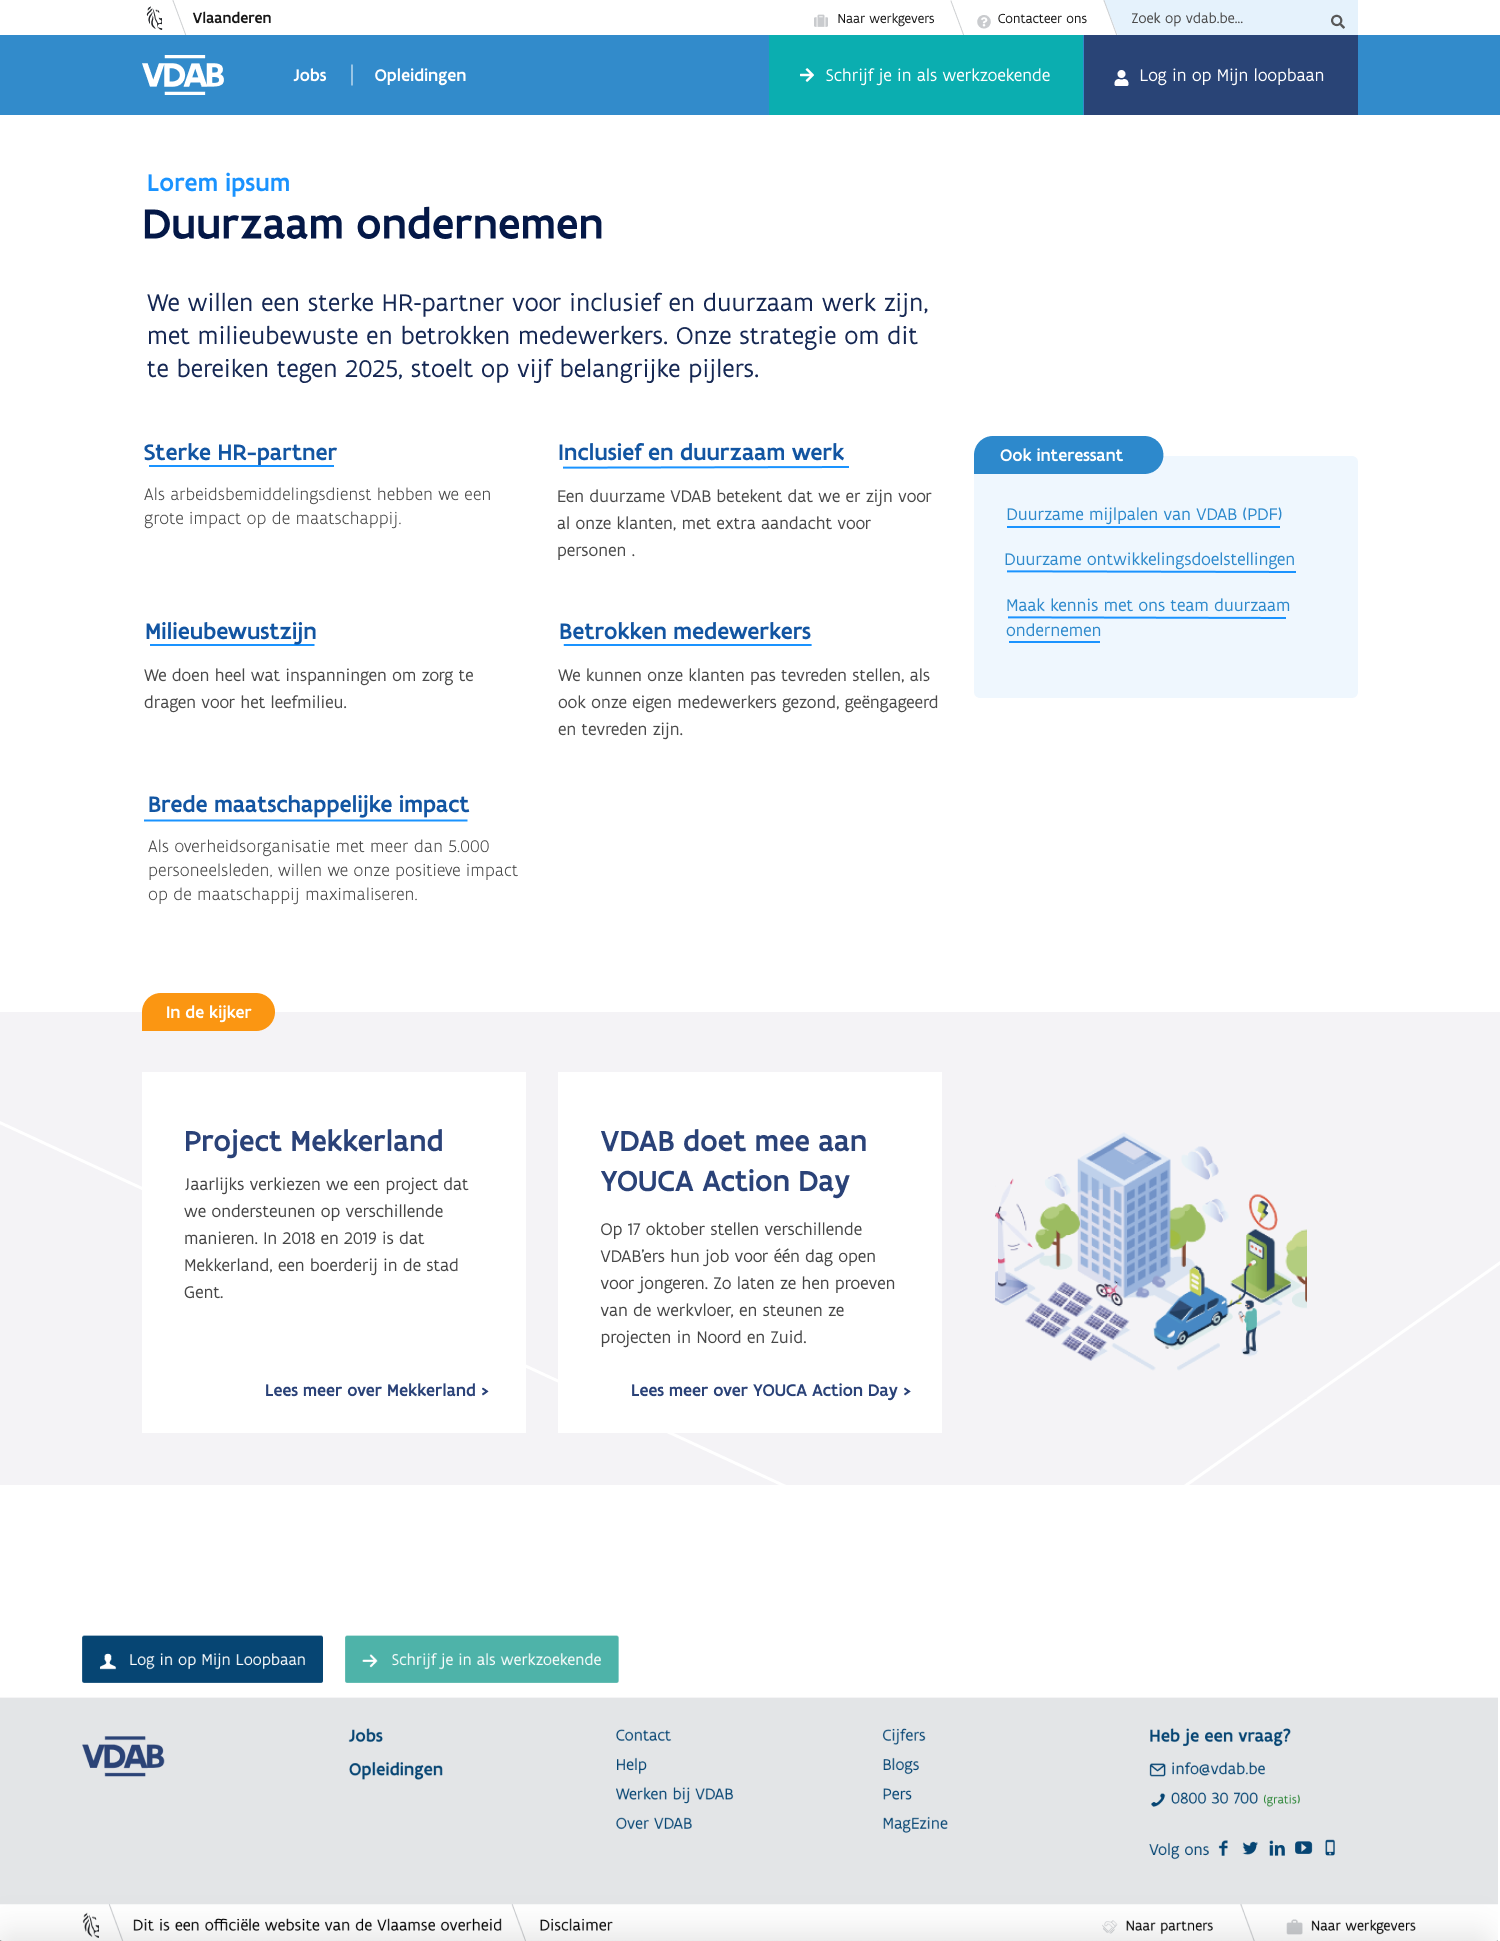 Vlaanderen
Naar werkgevers
Contacteer ons
Zoek op vdab.be...
VDAB
Jobs
Opleidingen
Schrijf je in als werkzoekende
Log in op Mijn loopbaan
Lorem ipsum
Duurzaam ondernemen
We willen een sterke HR-partner voor inclusief en duurzaam werk zijn,
met milieubewuste en betrokken medewerkers. Onze strategie om dit
te bereiken tegen 2025, stoelt op vijf belangrijke pijlers.
Sterke HR-partner
Als arbeidsbemiddelingsdienst hebben we een
grote impact op de maatschappij.
Inclusief en duurzaam werk
Een duurzame VDAB betekent dat we er zijn voor
al onze klanten, met extra aandacht voor
personen .
Ook interessant
Duurzame mijlpalen van VDAB (PDF)
Duurzame ontwikkelingsdoelstellingen
Maak kennis met ons team duurzaam
ondernemen
Milieubewustzijn
We doen heel wat inspanningen om zorg te
dragen voor het leefmilieu.
Betrokken medewerkers
We kunnen onze klanten pas tevreden stellen, als
ook onze eigen medewerkers gezond, geëngageerd
en tevreden zijn.
Brede maatschappelijke impact
Als overheidsorganisatie met meer dan 5.000
personeelsleden, willen we onze positieve impact
op de maatschappij maximaliseren.
In de kijker
Project Mekkerland
Jaarlijks verkiezen we een project dat
we ondersteunen op verschillende
manieren. In 2018 en 2019 is dat
Mekkerland, een boerderij in de stad
Gent.
Lees meer over Mekkerland >
VDAB doet mee aan
YOUCA Action Day
Op 17 oktober stellen verschillende
VDAB'ers hun job voor één dag open
voor jongeren. Zo laten ze hen proeven
van de werkvloer, en steunen ze
projecten in Noord en Zuid.
Lees meer over YOUCA Action Day >
Log in op Mijn Loopbaan
Schrijf je in als werkzoekende
VDAB
Jobs
Opleidingen
Contact
Help
Werken bij VDAB
Over VDAB
Cijfers
Blogs
Pers
MagEzine
Heb je een vraag?
info@vdab.be
0800 30 700 (gratis)
Volg ons
Dit is een officiële website van de Vlaamse overheid
Disclaimer
Naar partners
Naar werkgevers